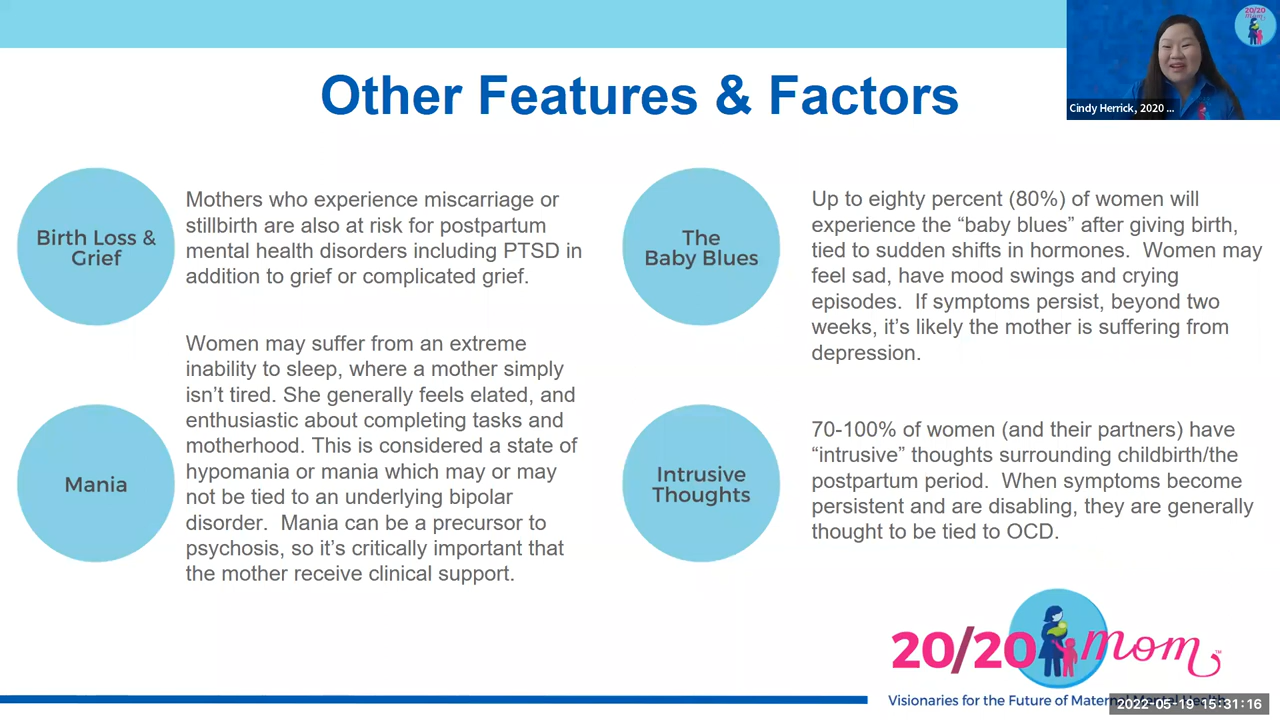 20/20
mom
Cindy Herrick, 2020 ...
Other Features & Factors
Birth Loss &
Grief
Mothers who experience miscarriage or
stillbirth are also at risk for postpartum
mental health disorders including PTSD in
addition to grief or complicated grief.
The
Baby Blues
Up to eighty percent (80%) of women will
experience the “baby blues” after giving birth,
tied to sudden shifts in hormones.  Women may
feel sad, have mood swings and crying
episodes.  If symptoms persist, beyond two
weeks, it’s likely the mother is suffering from
depression.
Mania
Women may suffer from an extreme
inability to sleep, where a mother simply
isn’t tired. She generally feels elated, and
enthusiastic about completing tasks and
motherhood. This is considered a state of
hypomania or mania which may or may
not be tied to an underlying bipolar
disorder.  Mania can be a precursor to
psychosis, so it’s critically important that
the mother receive clinical support.
Intrusive
Thoughts
70-100% of women (and their partners) have
“intrusive” thoughts surrounding childbirth/the
postpartum period.  When symptoms become
persistent and are disabling, they are generally
thought to be tied to OCD.
20/20 mom™
Visionaries for the Future of Maternal Mental Health
2022-05-19 15:31:16